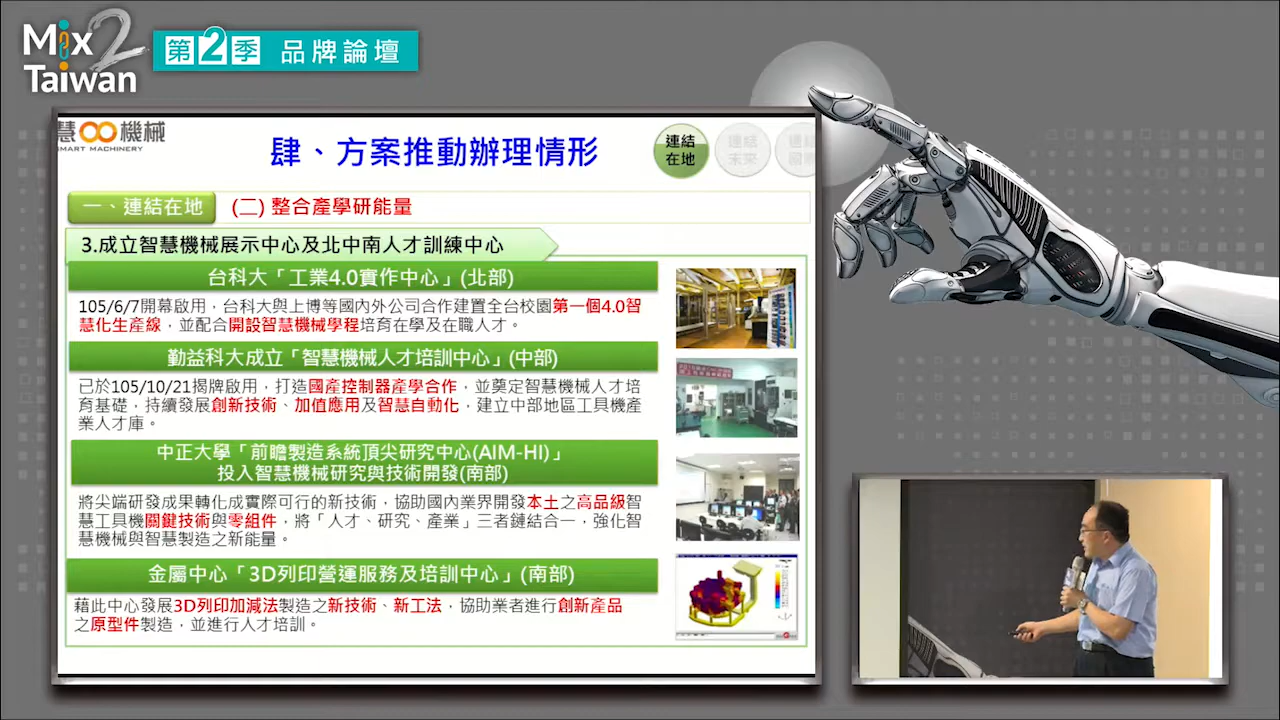 Mix 2
Taiwan
第2季 品牌論壇
慧 機械
SMART MACHINERY
肆、方案推動辦理情形
連結
在地
連結
未來
連結
一、連結在地
(二) 整合產學研能量
3.成立智慧機械展示中心及北中南人才訓練中心
台科大「工業4.0實作中心」(北部)
105/6/7開幕啟用，台科大與上博等國內外公司合作建置全台校園第一個4.0智
慧化生產線，並配合開設智慧機械學程培育在學及在職人才。
勤益科大成立「智慧機械人才培訓中心」(中部)
已於105/10/21揭牌啟用，打造國產控制器產學合作，並奠定智慧機械人才培
育基礎，持續發展創新技術、加值應用及智慧自動化，建立中部地區工具機產
業人才庫。
中正大學「前瞻製造系統頂尖研究中心(AIM-HI)」
投入智慧機械研究與技術開發(南部)
將尖端研發成果轉化成實際可行的新技術，協助國內業界開發本土之高品級智
慧工具機關鍵技術與零組件，將「人才、研究、產業」三者鏈結合一，強化智
慧機械與智慧製造之新能量。
金屬中心「3D列印營運服務及培訓中心」(南部)
藉此中心發展3D列印加減法製造之新技術、新工法，協助業者進行創新產品
之原型件製造，並進行人才培訓。